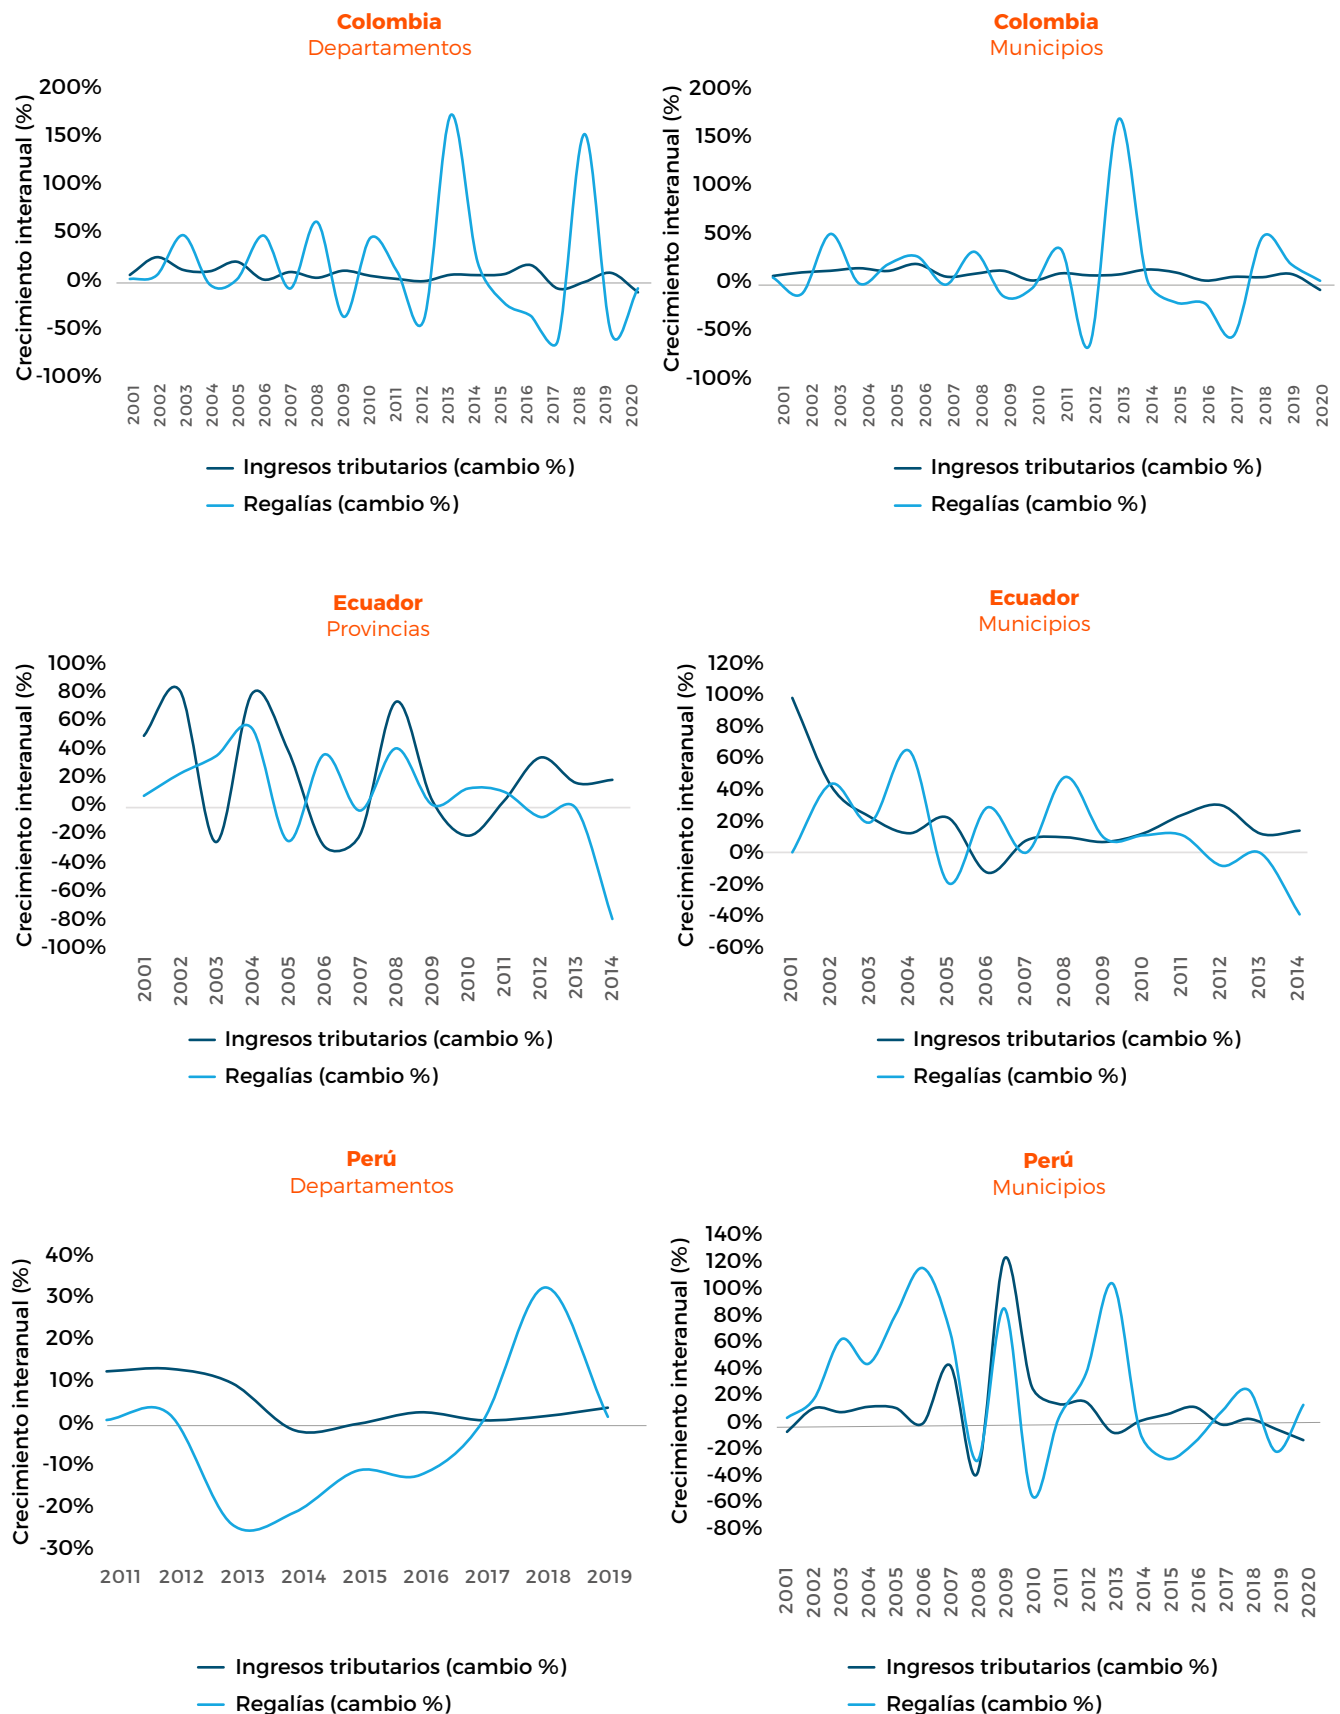 Colombia
Departamentos
Crecimiento interanual (%)
200%
150%
100%
50%
0%
-50%
-100%
2001 2002 2003 2004 2005 2006 2007 2008 2009 2010 2011 2012 2013 2014 2015 2016 2017 2018 2019 2020
Ingresos tributarios (cambio %)
Regalías (cambio %)
Colombia
Municipios
Crecimiento interanual (%)
200%
150%
100%
50%
0%
-50%
-100%
2001 2002 2003 2004 2005 2006 2007 2008 2009 2010 2011 2012 2013 2014 2015 2016 2017 2018 2019 2020
Ingresos tributarios (cambio %)
Regalías (cambio %)
Ecuador
Provincias
Crecimiento interanual (%)
100%
80%
60%
40%
20%
0%
-20%
-40%
-60%
-80%
-100%
2001 2002 2003 2004 2005 2006 2007 2008 2009 2010 2011 2012 2013 2014
Ingresos tributarios (cambio %)
Regalías (cambio %)
Ecuador
Municipios
Crecimiento interanual (%)
120%
100%
80%
60%
40%
20%
0%
-20%
-40%
-60%
2001 2002 2003 2004 2005 2006 2007 2008 2009 2010 2011 2012 2013 2014
Ingresos tributarios (cambio %)
Regalías (cambio %)
Perú
Departamentos
Crecimiento interanual (%)
40%
30%
20%
10%
0%
-10%
-20%
-30%
2011 2012 2013 2014 2015 2016 2017 2018 2019
Ingresos tributarios (cambio %)
Regalías (cambio %)
Perú
Municipios
Crecimiento interanual (%)
140%
120%
100%
80%
60%
40%
20%
0%
-20%
-40%
-60%
-80%
2001 2002 2003 2004 2005 2006 2007 2008 2009 2010 2011 2012 2013 2014 2015 2016 2017 2018 2019 2020
Ingresos tributarios (cambio %)
Regalías (cambio %)